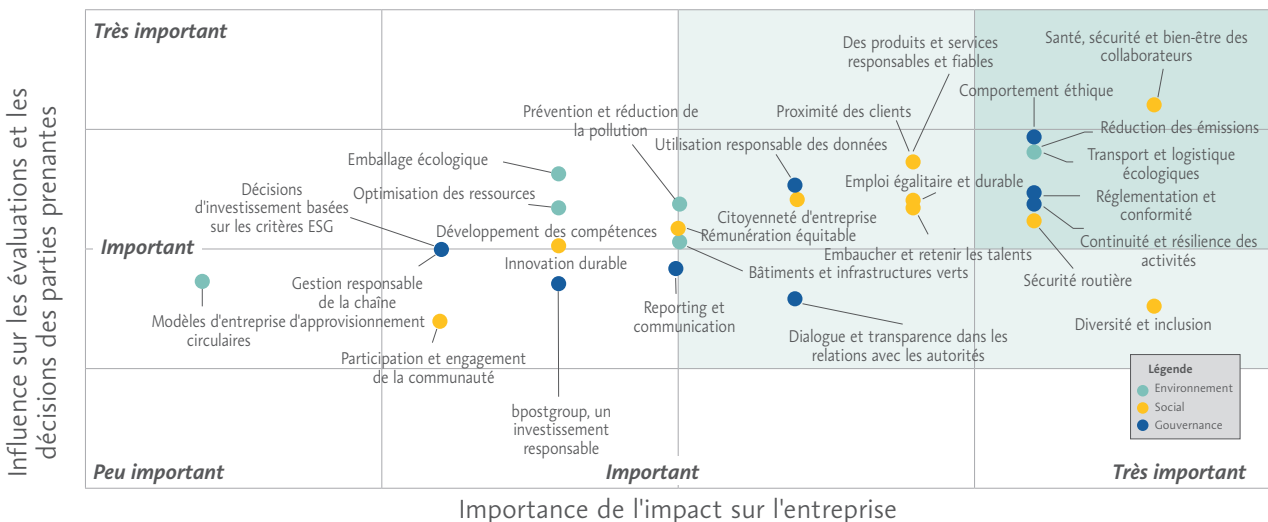 Influence sur les évaluations et les
décisions des parties prenantes
Très important
Important
Peu important
Important
Très important
Importance de l'impact sur l'entreprise
Des produits et services
responsables et fiables
Santé, sécurité et bien-être des
collaborateurs
Comportement éthique
Prévention et réduction de
la pollution
Proximité des clients
Réduction des émissions
Utilisation responsable des données
Emballage écologique
Transport et logistique
écologiques
Décisions
d'investissement basées
sur les critères ESG
Optimisation des ressources
Emploi égalitaire et durable
Réglementation et
conformité
Citoyenneté d'entreprise
Développement des compétences
Rémunération équitable
Embaucher et retenir les talents
Continuité et résilience des
activités
Innovation durable
Bâtiments et infrastructures verts
Gestion responsable
de la chaîne
d'approvisionnement
Sécurité routière
Reporting et
communication
Modèles d'entreprise
circulaires
Diversité et inclusion
Dialogue et transparence dans les
relations avec les autorités
Participation et engagement
de la communauté
bpostgroup, un
investissement
responsable
Légende
Environnement
Social
Gouvernance